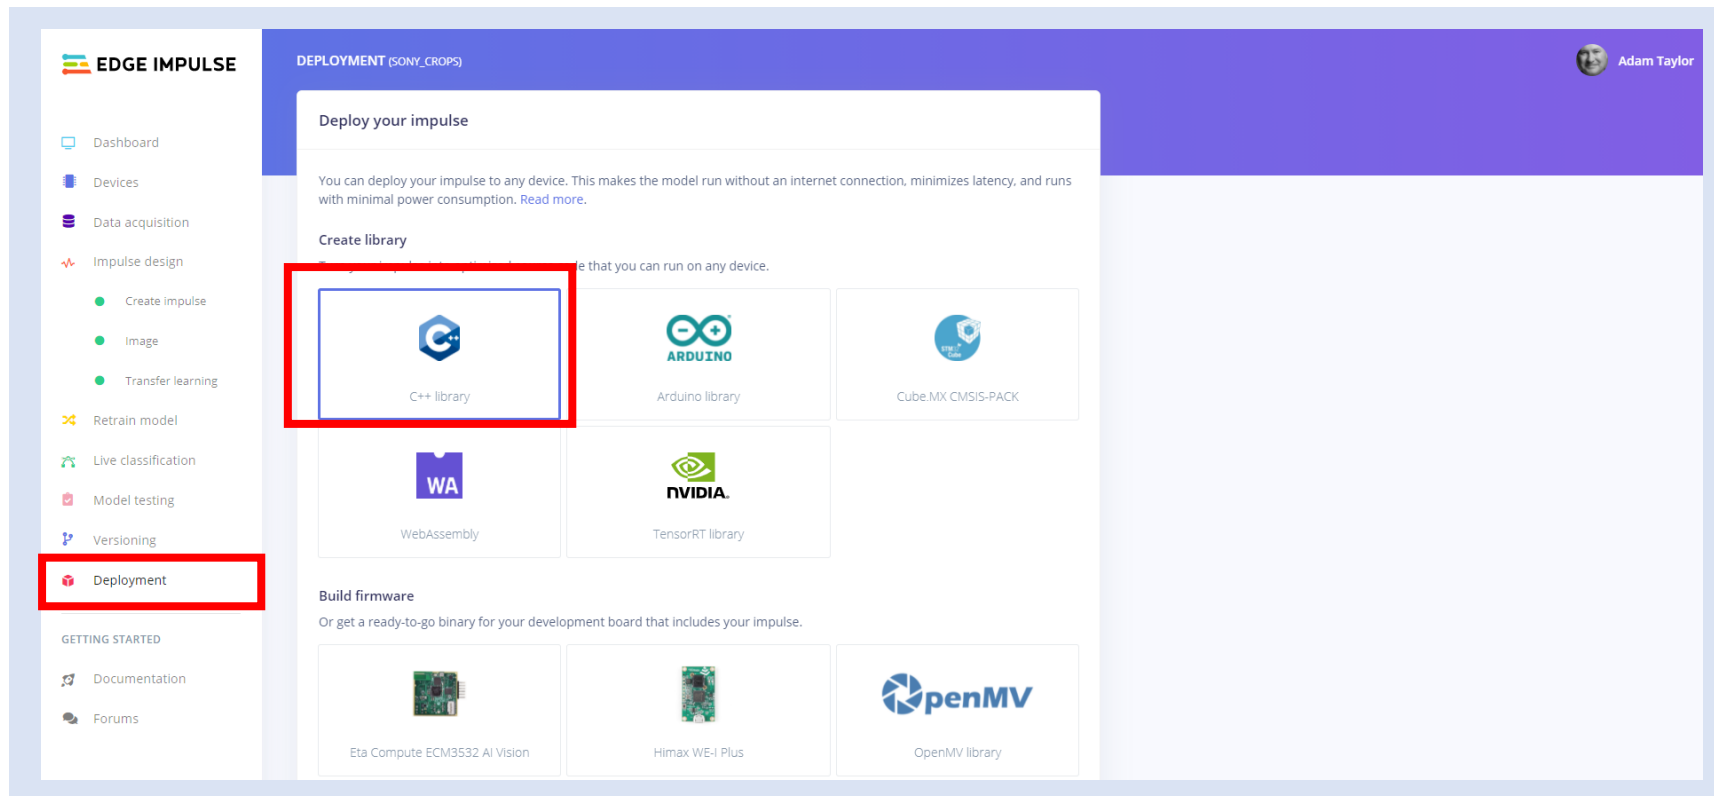 EDGE IMPULSE
DEPLOYMENT (SONY_CROPS)
Adam Taylor
Dashboard
Devices
Data acquisition
Impulse design
Create impulse
Image
Transfer learning
Retrain model
Live classification
Model testing
Versioning
Deployment
GETTING STARTED
Documentation
Forums
Deploy your impulse
You can deploy your impulse to any device. This makes the model run without an internet connection, minimizes latency, and runs
with minimal power consumption. Read more.
Create library
that you can run on any device.
C++
C++ library
ARDUINO
Arduino library
STM32
Cube
Cube.MX CMSIS-PACK
WA
WebAssembly
NVIDIA.
TensorRT library
Build firmware
Or get a ready-to-go binary for your development board that includes your impulse.
Eta Compute ECM3532 AI Vision
Himax WE-I Plus
OpenMV
OpenMV library